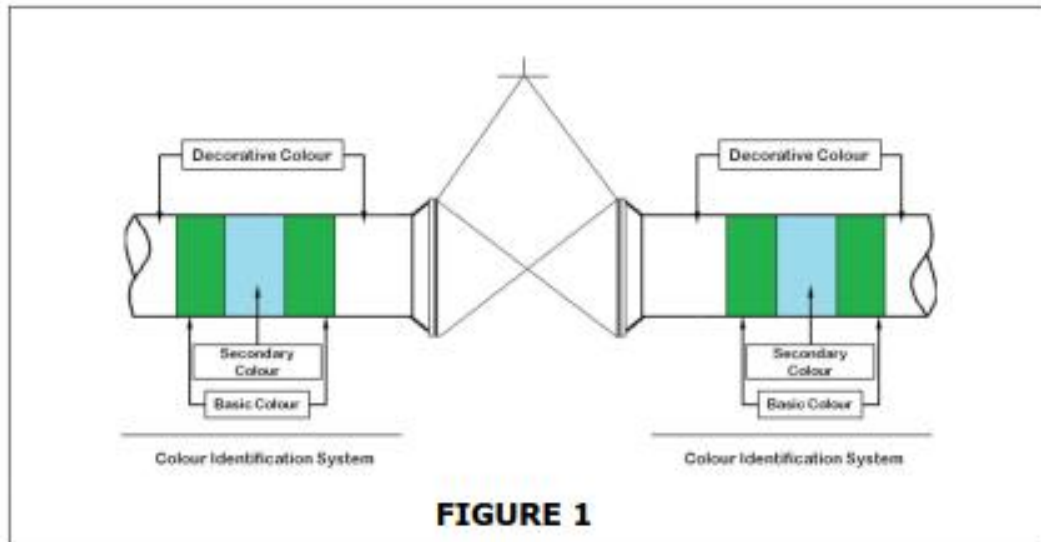 Decorative Colour
Decorative Colour
Secondary
Colour
Secondary
Colour
Basic Colour
Basic Colour
Colour Identification System
Colour Identification System
FIGURE 1